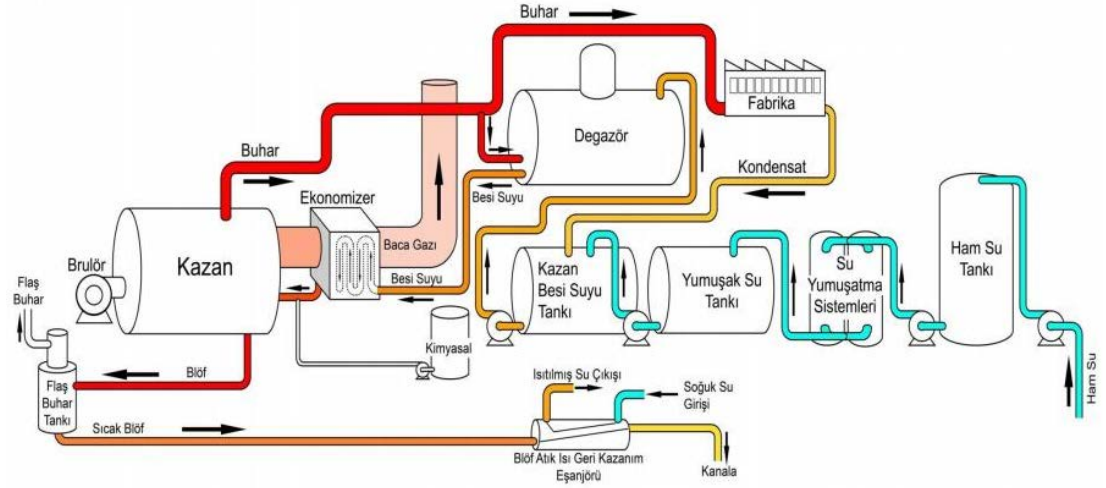 Buhar
Fabrika
Degazör
Buhar
Kondensat
Ekonomizer
Besi Suyu
Baca Gazı
Kazan
Brulör
Besi Suyu
Kazan
Besi Suyu
Tankı
Yumuşak Su
Tankı
Su
Yumuşatma
Sistemleri
Ham Su
Tankı
Flaş
Buhar
Kimyasal
Blöf
Flaş
Buhar
Tankı
Isıtılmış Su Çıkışı
Soğuk Su
Girişi
Ham Su
Sıcak Blöf
Blöf Atık Isı Geri Kazanım
Eşanjörü
Kanala